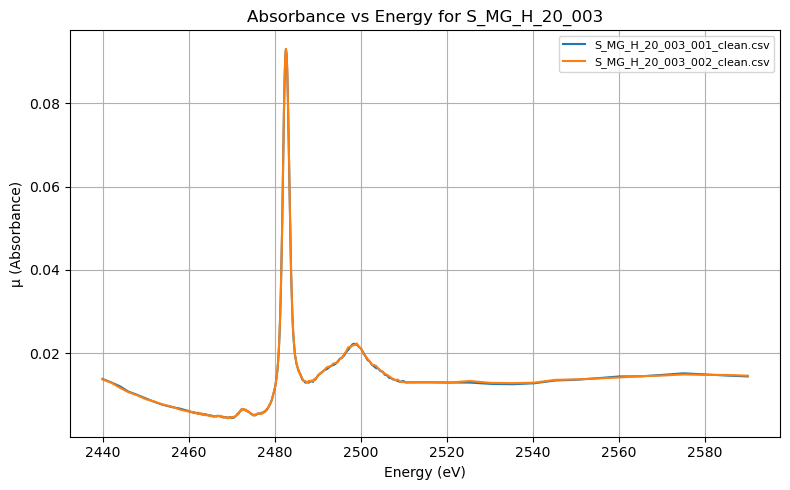 Absorbance vs Energy for S_MG_H_20_003
S_MG_H_20_003_001_clean.csv
S_MG_H_20_003_002_clean.csv
0.08
0.06
0.04
0.02
μ (Absorbance)
2440 2460 2480 2500 2520 2540 2560 2580
Energy (eV)